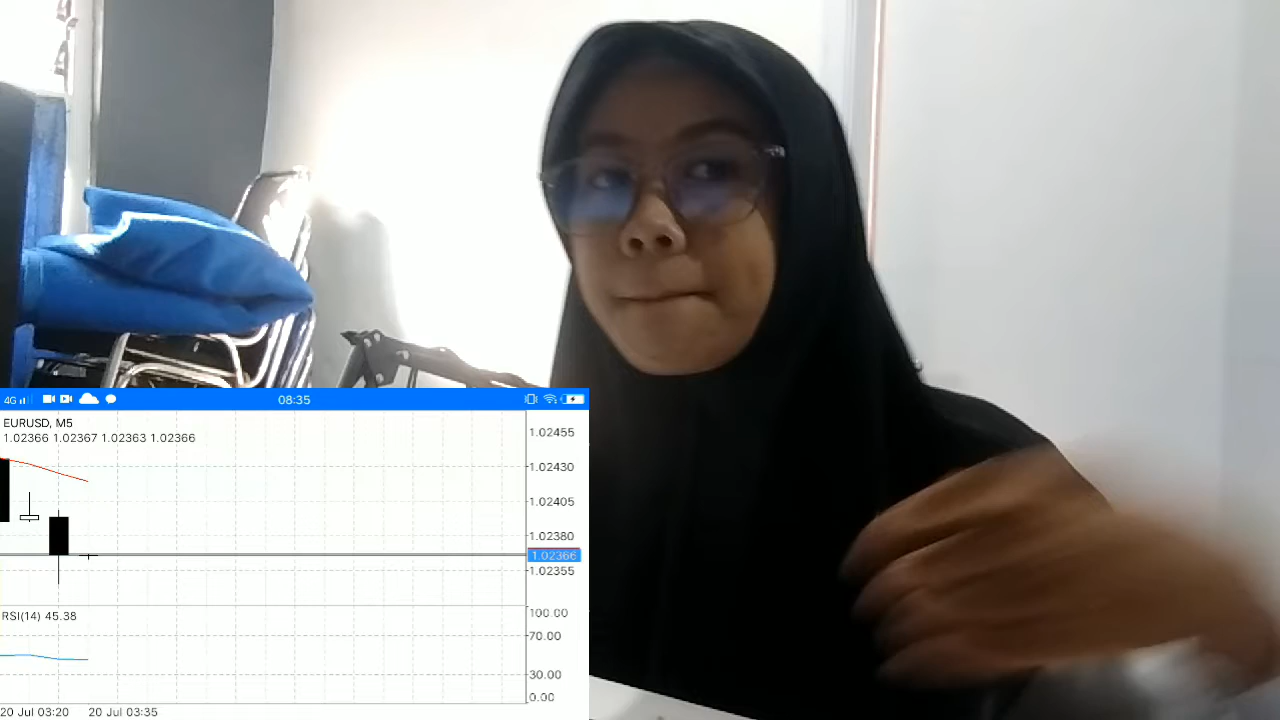 4G 08:35
EURUSD, M5
1.02366 1.02367 1.02363 1.02366
1.02455
1.02430
1.02405
1.02380
1.02366
1.02355
RSI(14) 45.38
100.00
70.00
30.00
0.00
20 Jul 03:20 20 Jul 03:35